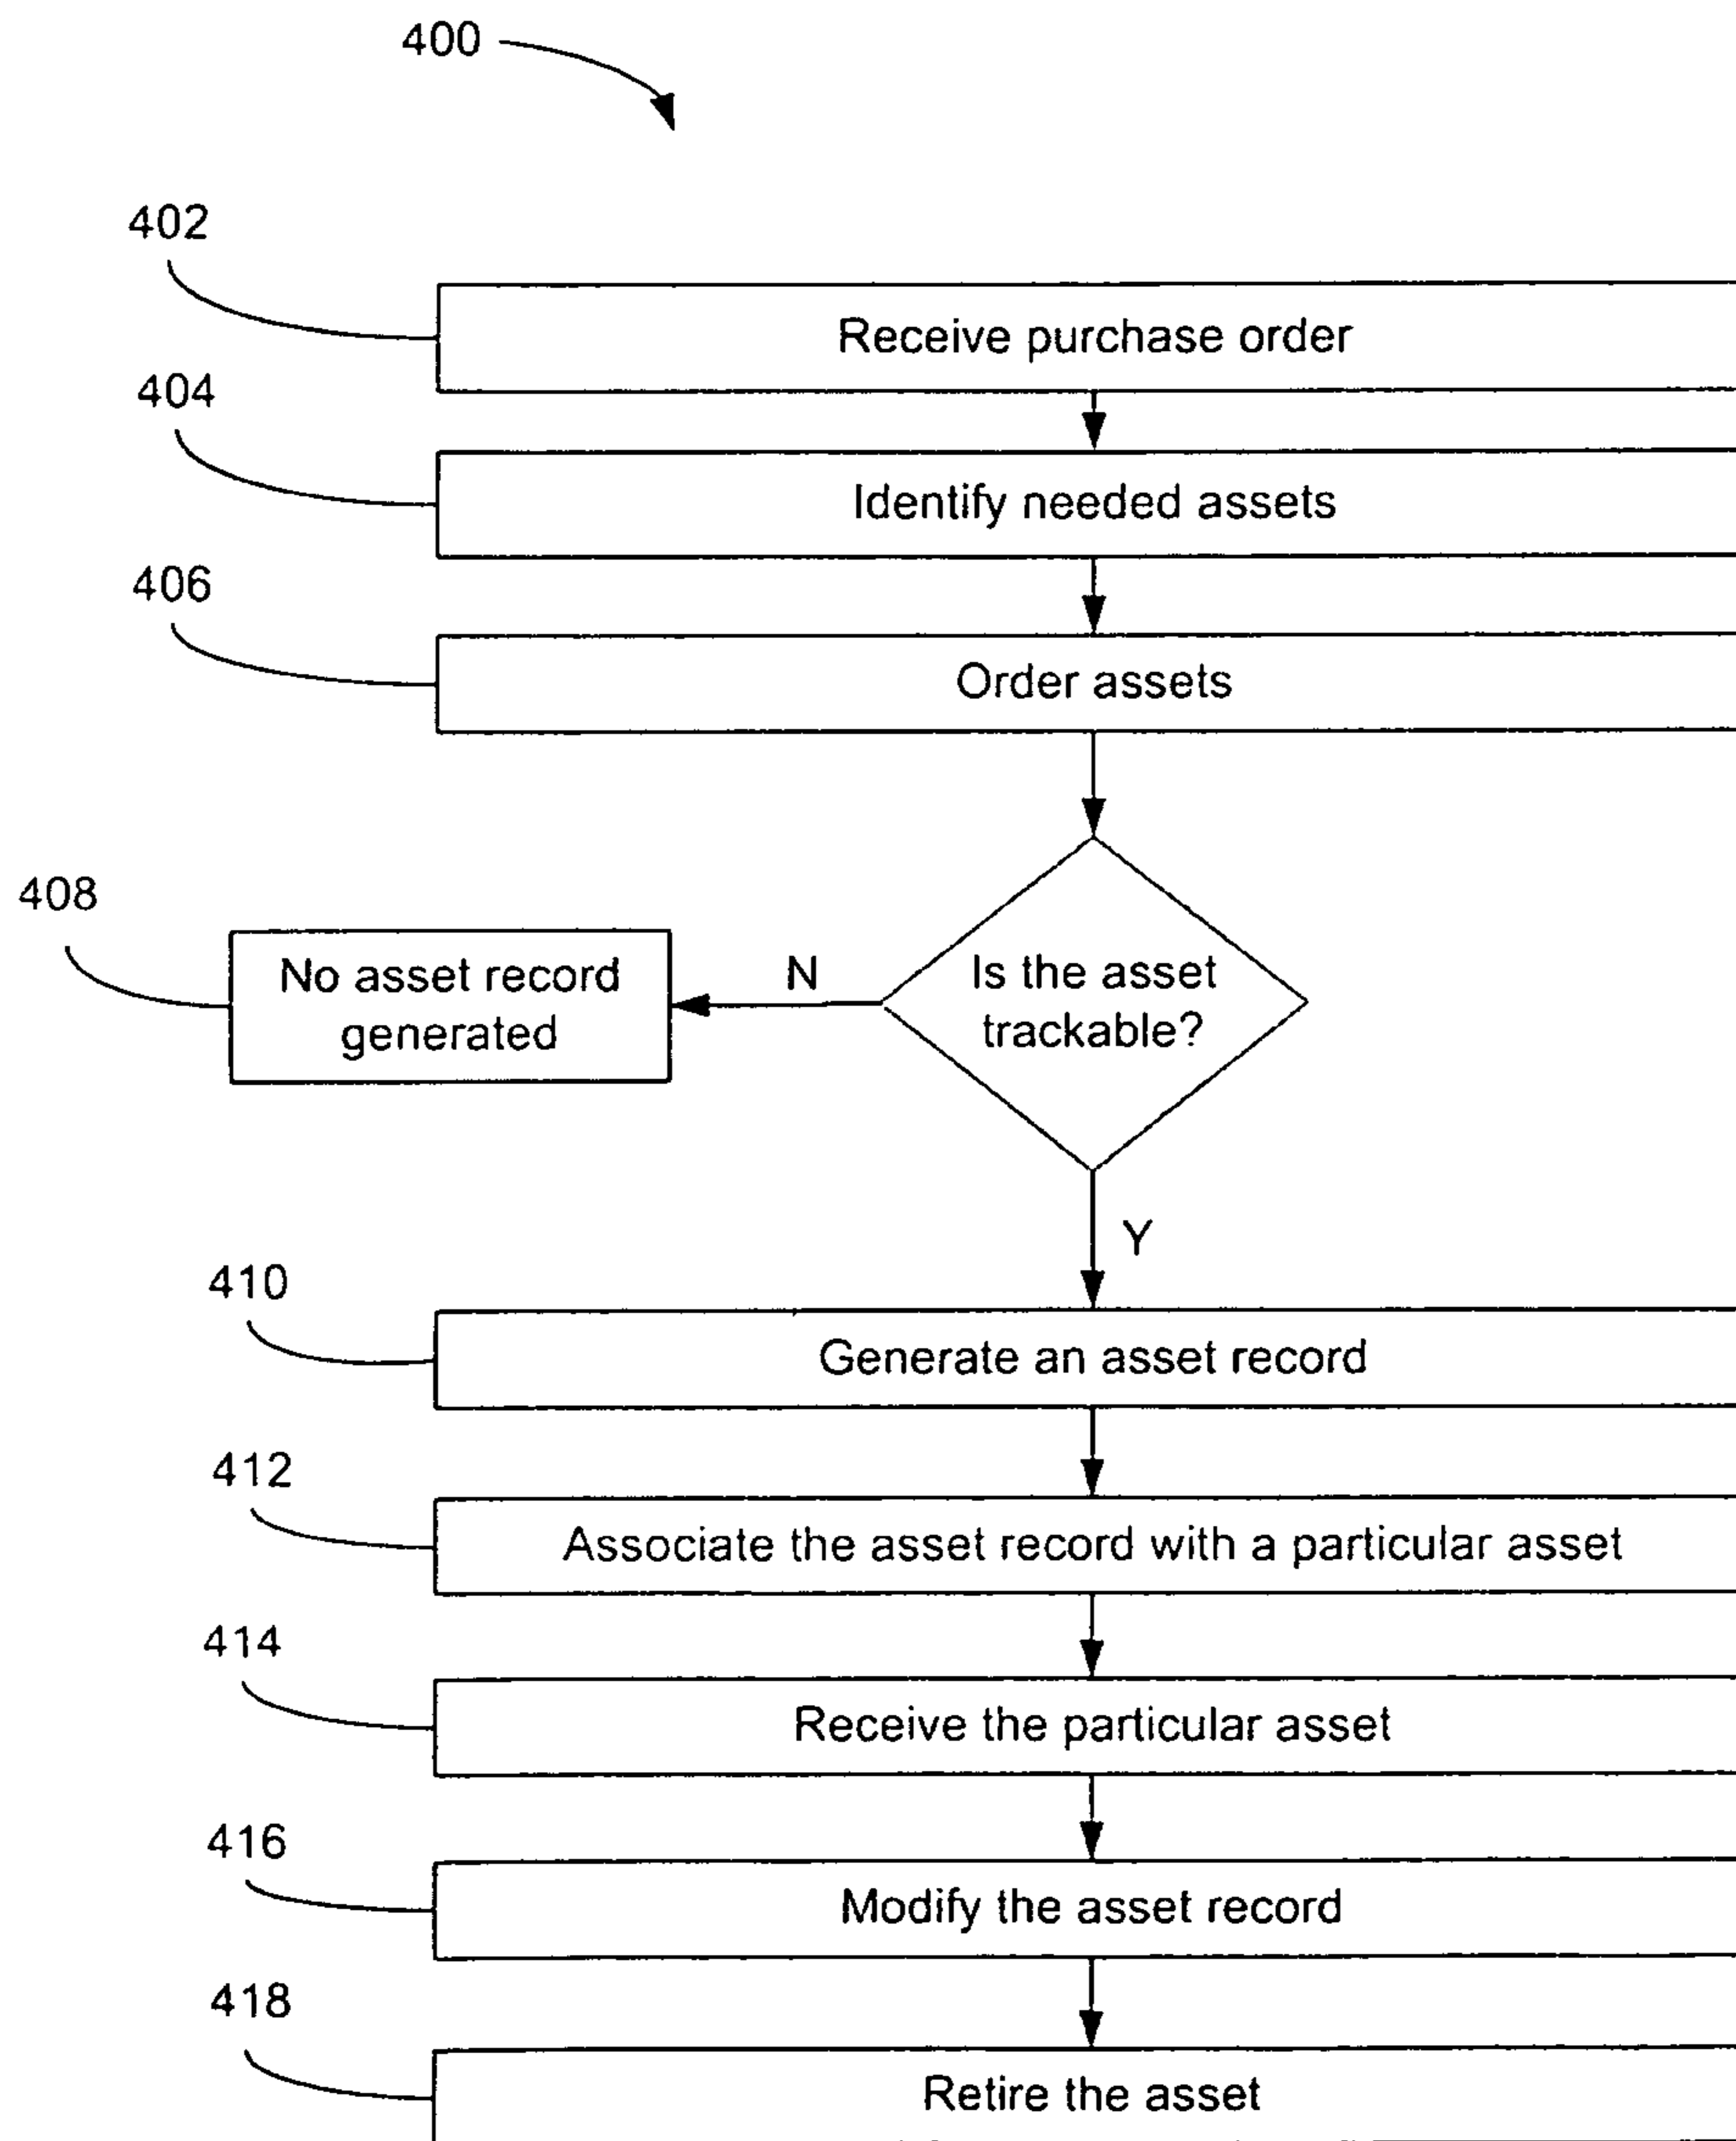 400
402
Receive purchase order
404
Identify needed assets
406
Order assets
408
No asset record
generated
N
Is the asset
trackable?
Y
410
Generate an asset record
412
Associate the asset record with a particular asset
414
Receive the particular asset
416
Modify the asset record
418
Retire the asset